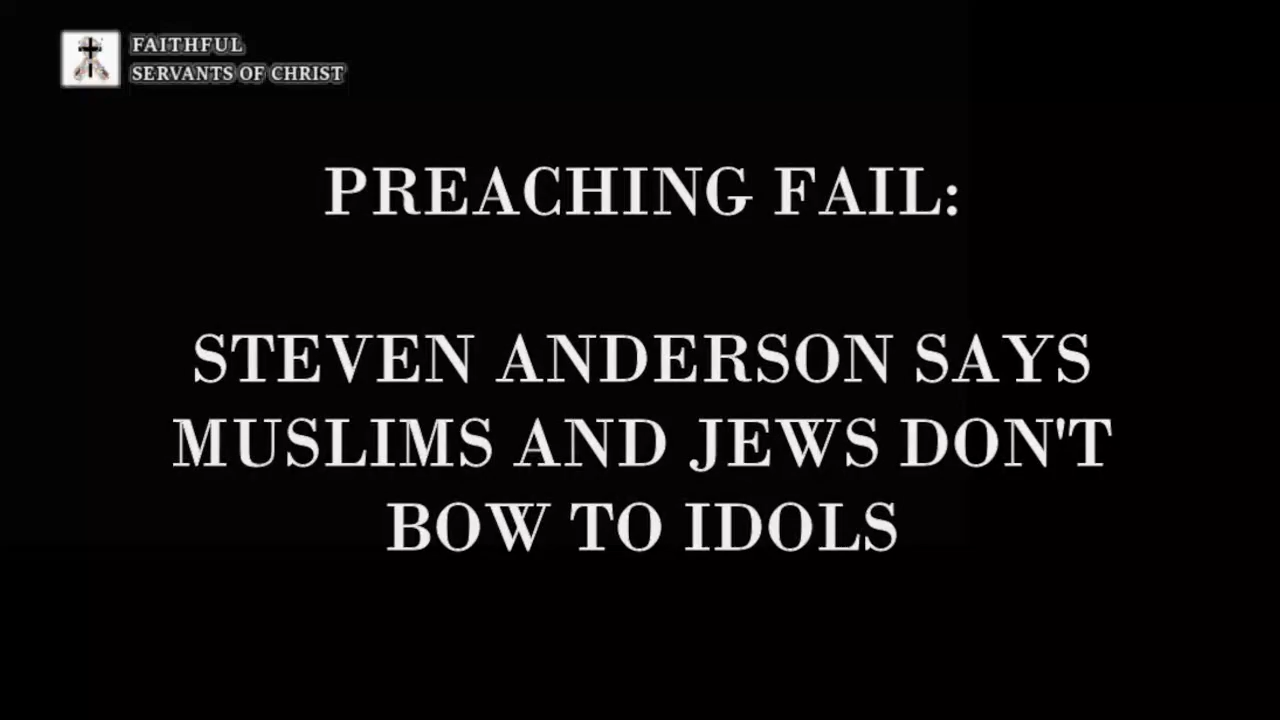 FAITHFUL
SERVANTS OF CHRIST
PREACHING FAIL:
STEVEN ANDERSON SAYS
MUSLIMS AND JEWS DON'T
BOW TO IDOLS